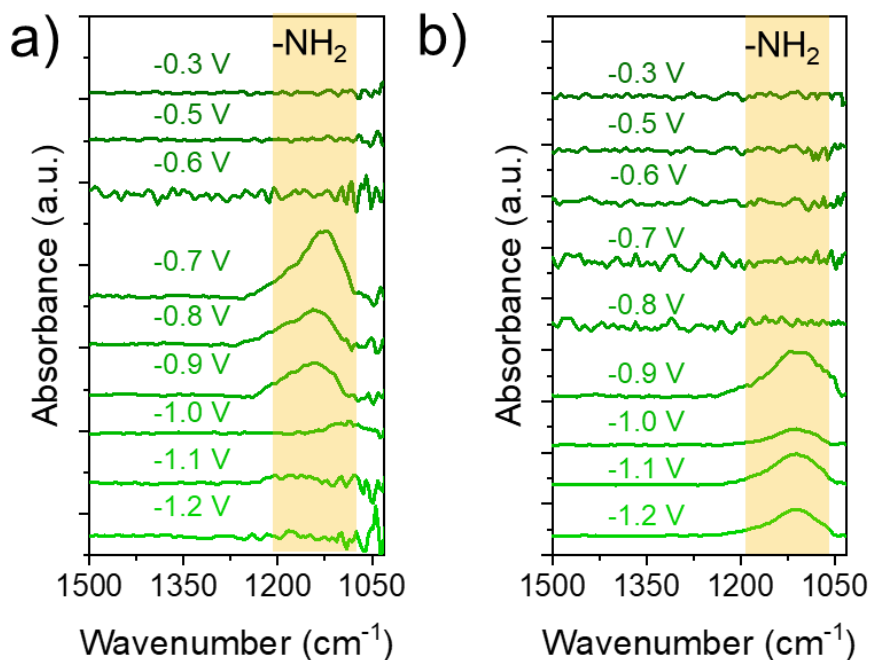 a)
-NH₂
-0.3 V
-0.5 V
-0.6 V
-0.7 V
-0.8 V
-0.9 V
-1.0 V
-1.1 V
-1.2 V
Absorbance (a.u.)
1500 1350 1200 1050
Wavenumber (cm⁻¹)
b)
-NH₂
-0.3 V
-0.5 V
-0.6 V
-0.7 V
-0.8 V
-0.9 V
-1.0 V
-1.1 V
-1.2 V
Absorbance (a.u.)
1500 1350 1200 1050
Wavenumber (cm⁻¹)